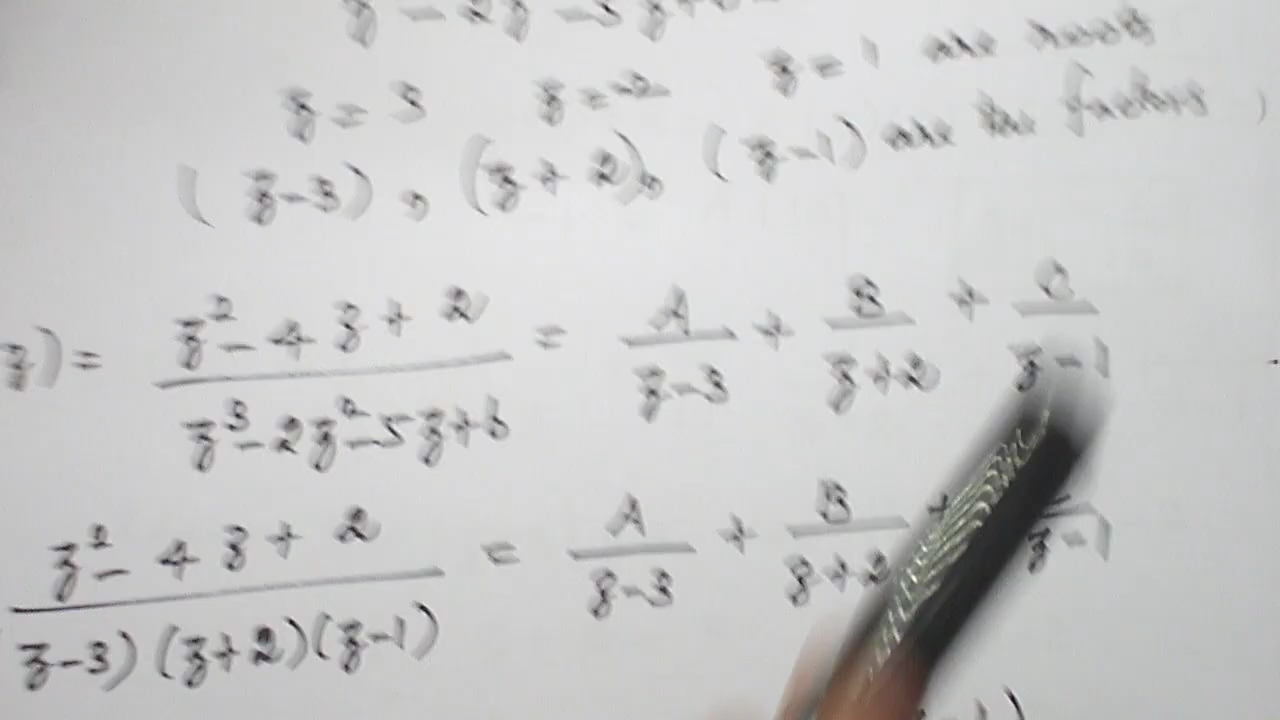 z = 3 z = -2 z = 1 are roots
(z-3), (z+2), (z-1) are the factors
z) = (z² - 4z + 2)/(z³ - 2z² - 5z + 6) = A/(z-3) + B/(z+2) + C/(z-1)
(z² - 4z + 2)/(z-3)(z+2)(z-1) = A/(z-3) + B/(z+2) + /(z-1)